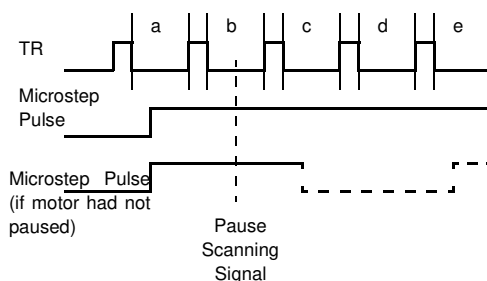 a b c d e
TR
Microstep
Pulse
Microstep Pulse
(if motor had not
paused)
Pause
Scanning
Signal